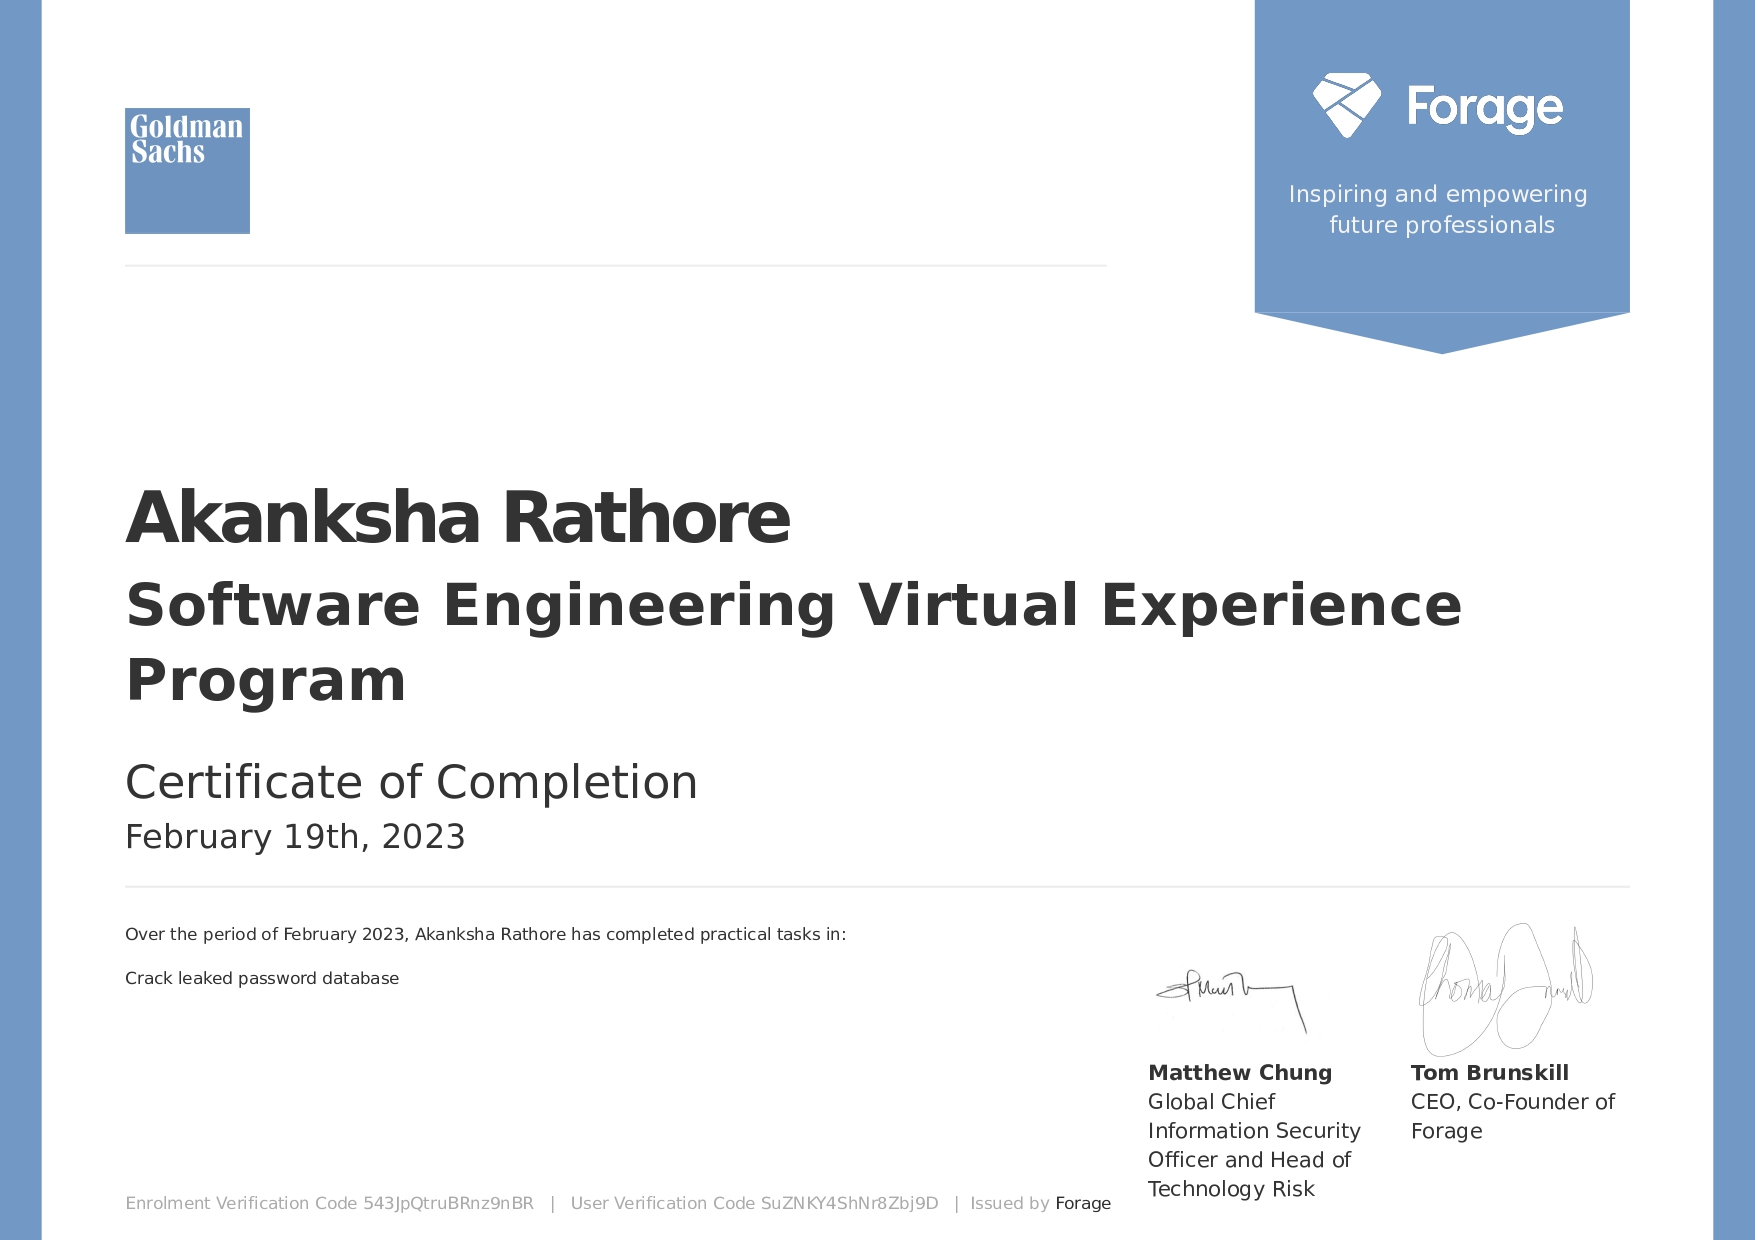 Goldman
Sachs
Forage
Inspiring and empowering
future professionals
Akanksha Rathore
Software Engineering Virtual Experience
Program
Certificate of Completion
February 19th, 2023
Over the period of February 2023, Akanksha Rathore has completed practical tasks in:
Crack leaked password database
Matthew Chung
Global Chief
Information Security
Officer and Head of
Technology Risk
Tom Brunskill
CEO, Co-Founder of
Forage
Enrolment Verification Code 543JpQtruBRnz9nBR | User Verification Code SuZNKY4ShNr8Zbj9D | Issued by Forage